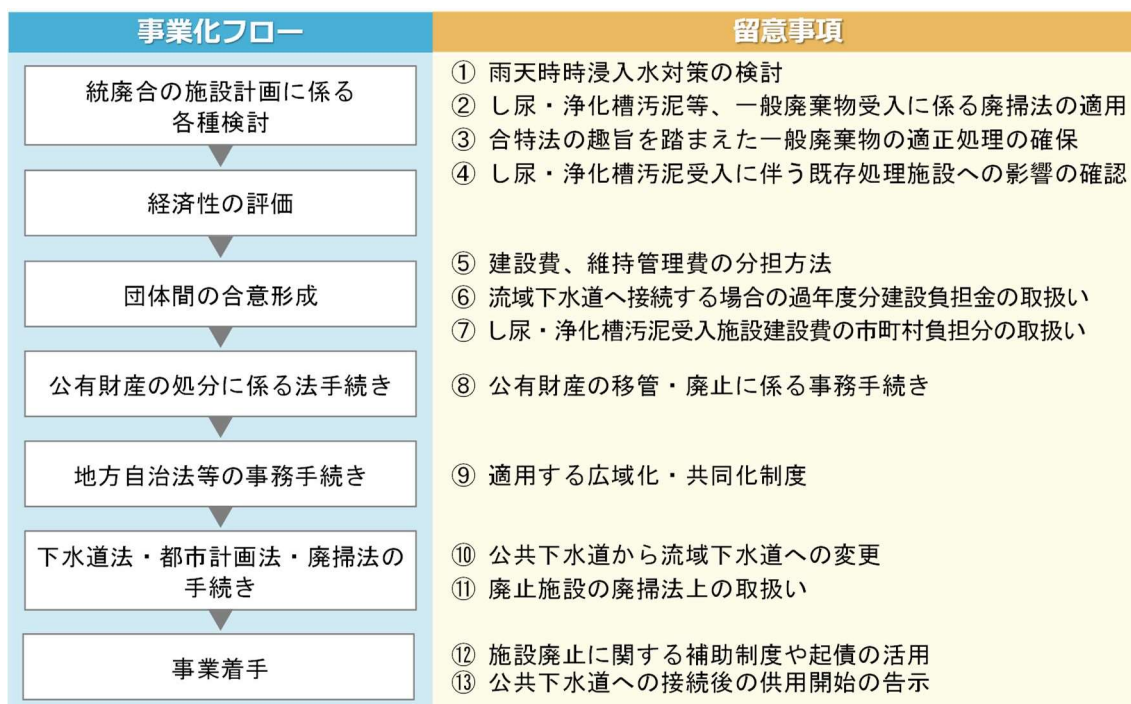 事業化フロー
留意事項
統廃合の施設計画に係る
各種検討
① 雨天時時浸入水対策の検討
② し尿・浄化槽汚泥等、一般廃棄物受入に係る廃掃法の適用
③ 合特法の趣旨を踏まえた一般廃棄物の適正処理の確保
④ し尿・浄化槽汚泥受入に伴う既存処理施設への影響の確認
経済性の評価
団体間の合意形成
⑤ 建設費、維持管理費の分担方法
⑥ 流域下水道へ接続する場合の過年度分建設負担金の取扱い
⑦ し尿・浄化槽汚泥受入施設建設費の市町村負担分の取扱い
公有財産の処分に係る法手続き
⑧ 公有財産の移管・廃止に係る事務手続き
地方自治法等の事務手続き
⑨ 適用する広域化・共同化制度
下水道法・都市計画法・廃掃法の
手続き
⑩ 公共下水道から流域下水道への変更
⑪ 廃止施設の廃掃法上の取扱い
事業着手
⑫ 施設廃止に関する補助制度や起債の活用
⑬ 公共下水道への接続後の供用開始の告示